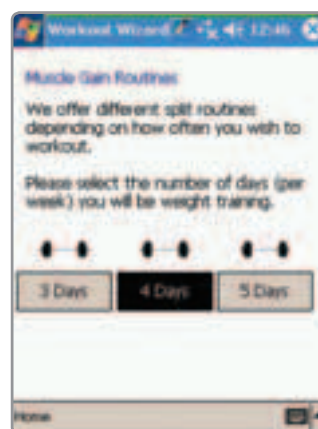 Workout Wizard 12:46
Muscle Gain Routines
We offer different split routines
depending on how often you wish to
workout.
Please select the number of days (per
week) you will be weight training.
3 Days 4 Days 5 Days
Home